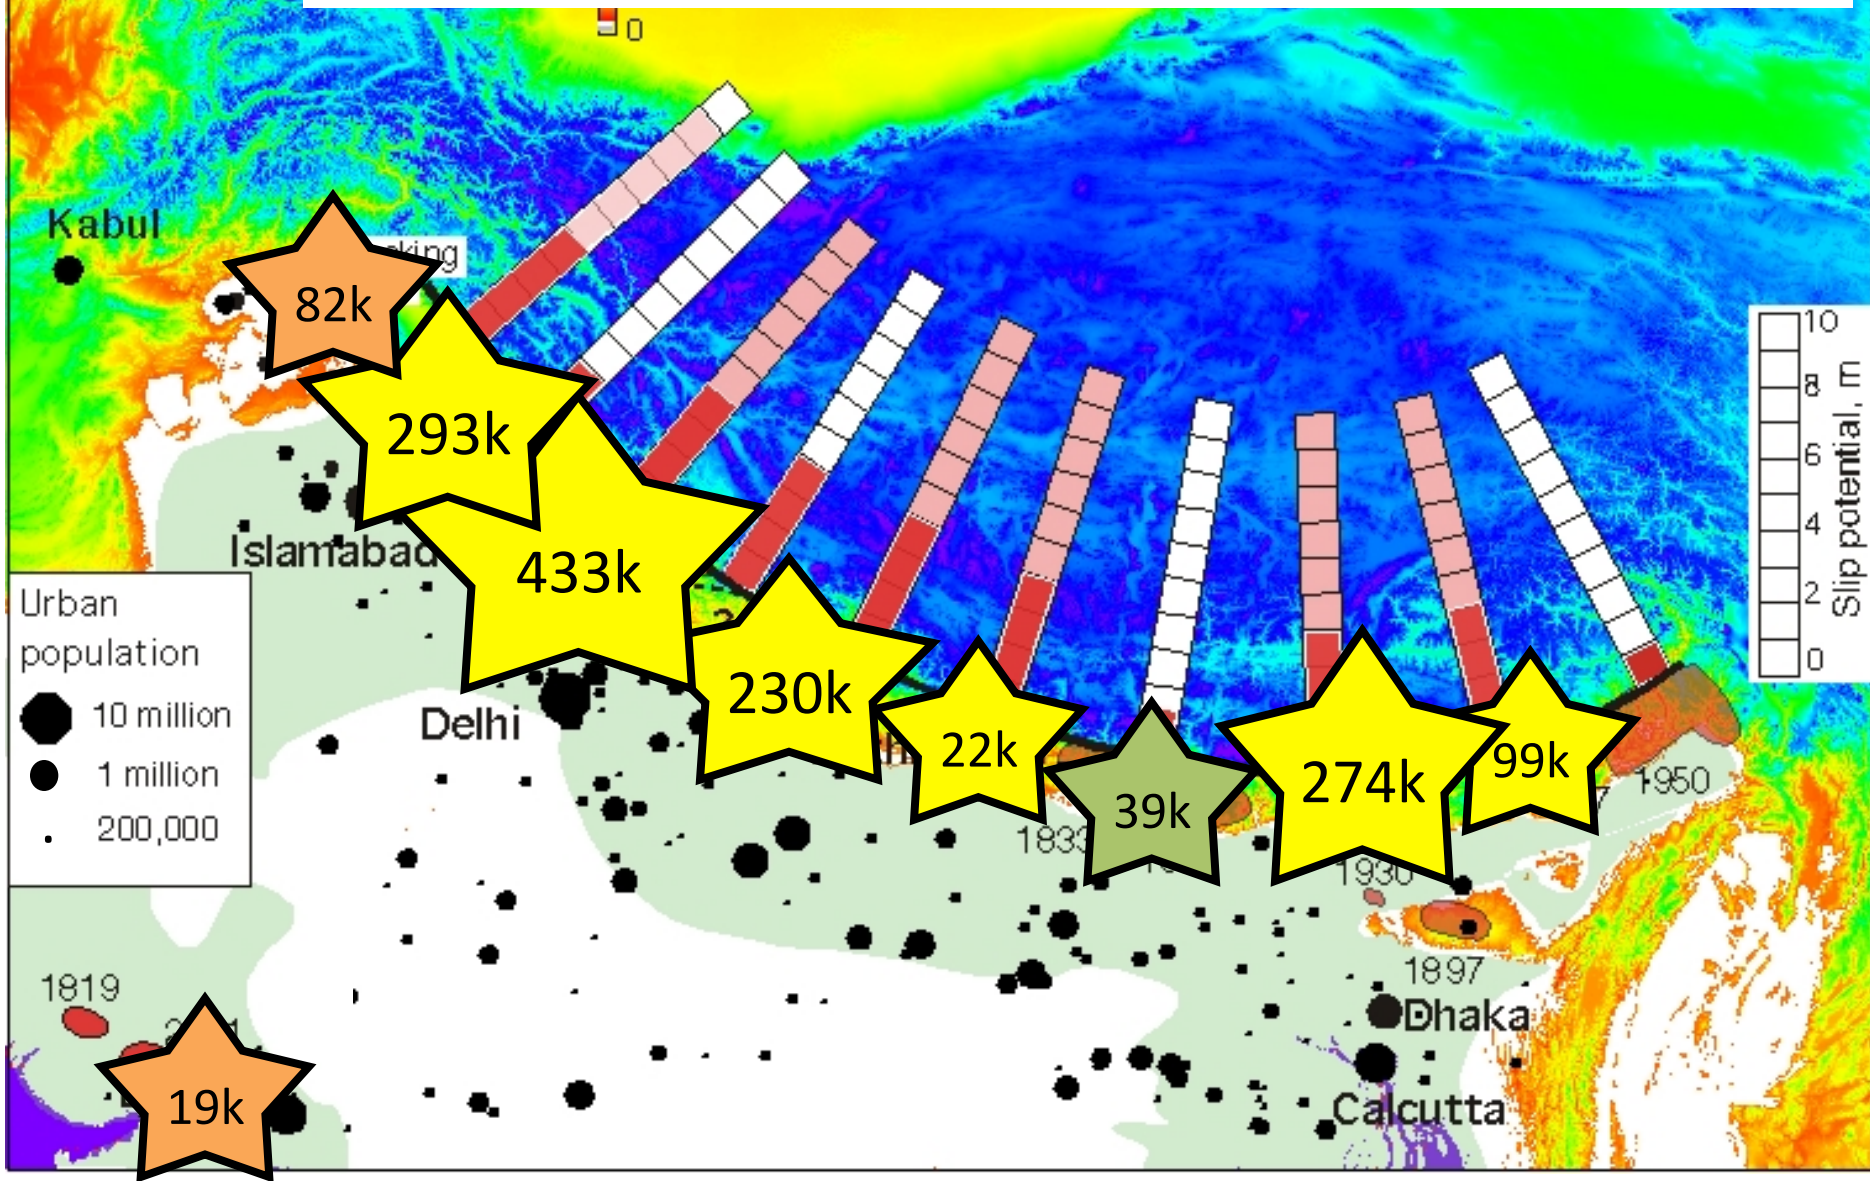 0
Kabul
82k
293k
Islamabad
433k
10
8
6
4
2
0
Slip potential, m
Urban
population
10 million
1 million
200,000
Delhi
230k
22k
39k
274k
99k
1950
1833
1930
1897
1819
Dhaka
19k
Calcutta